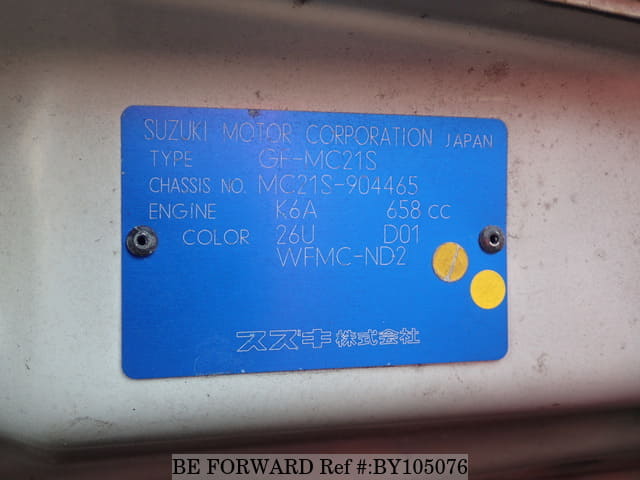 SUZUKI MOTOR CORPORATION JAPAN
TYPE GF-MC21S
CHASSIS NO. MC21S-904465
ENGINE K6A 658 cc
COLOR 26U D01
WFMC-ND2
スズキ株式会社
BE FORWARD Ref #:BY105076